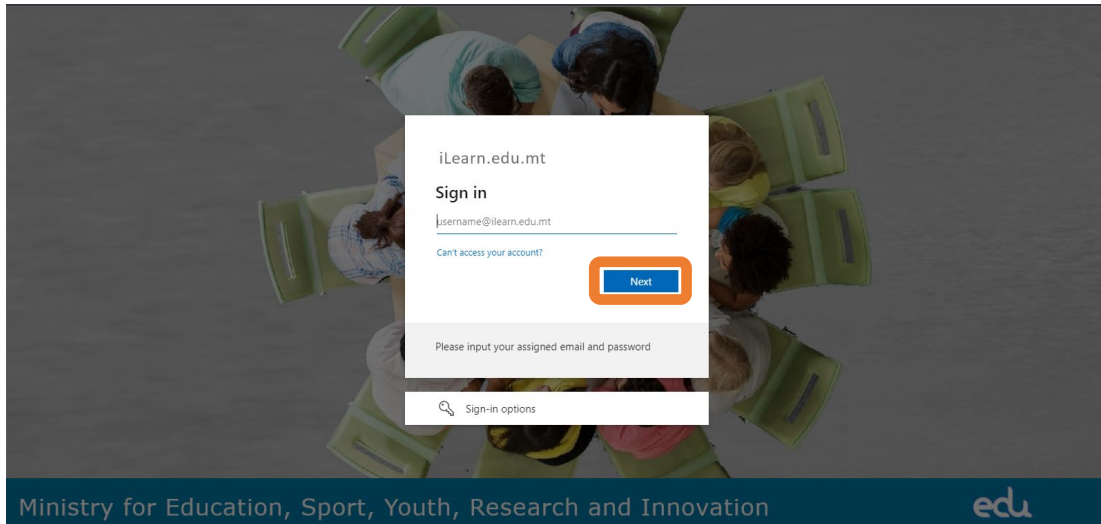 iLearn.edu.mt
Sign in
username@ilearn.edu.mt
Can't access your account?
Next
Please input your assigned email and password
Sign-in options
Ministry for Education, Sport, Youth, Research and Innovation
edu